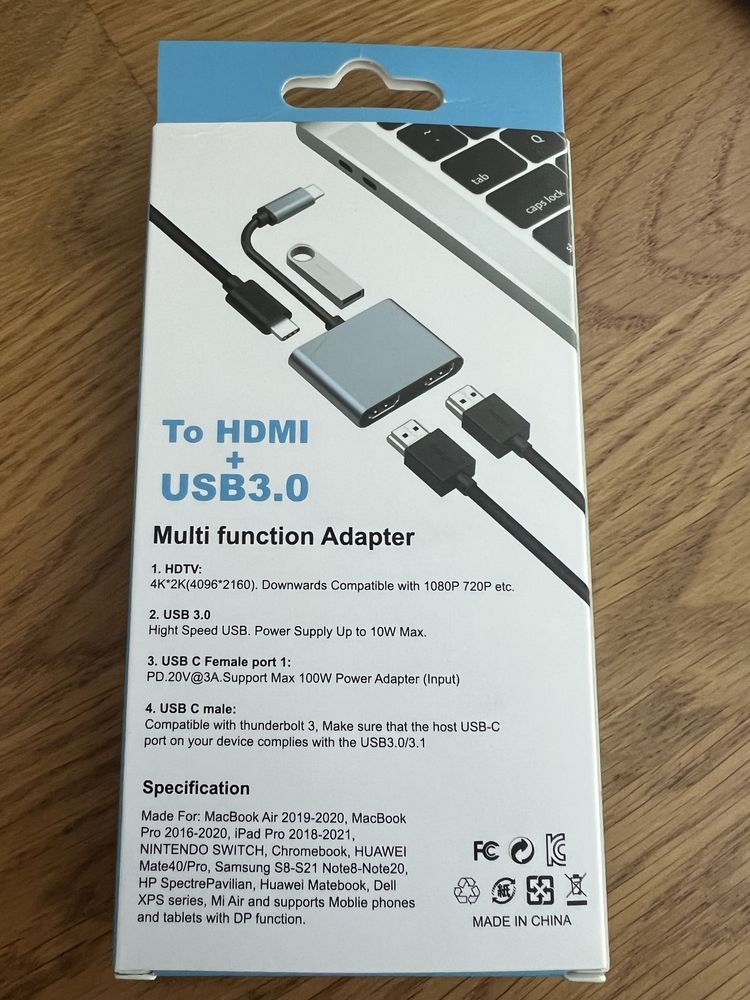 Q
tab
caps lock
To HDMI
+
USB3.0
Multi function Adapter
1. HDTV:
4K*2K(4096*2160). Downwards Compatible with 1080P 720P etc.
2. USB 3.0
Hight Speed USB. Power Supply Up to 10W Max.
3. USB C Female port 1:
PD.20V@3A.Support Max 100W Power Adapter (Input)
4. USB C male:
Compatible with thunderbolt 3, Make sure that the host USB-C
port on your device complies with the USB3.0/3.1
Specification
Made For: MacBook Air 2019-2020, MacBook
Pro 2016-2020, iPad Pro 2018-2021,
NINTENDO SWITCH, Chromebook, HUAWEI
Mate40/Pro, Samsung S8-S21 Note8-Note20,
HP SpectrePavilian, Huawei Matebook, Dell
XPS series, Mi Air and supports Moblie phones
and tablets with DP function.
FC
紙
MADE IN CHINA